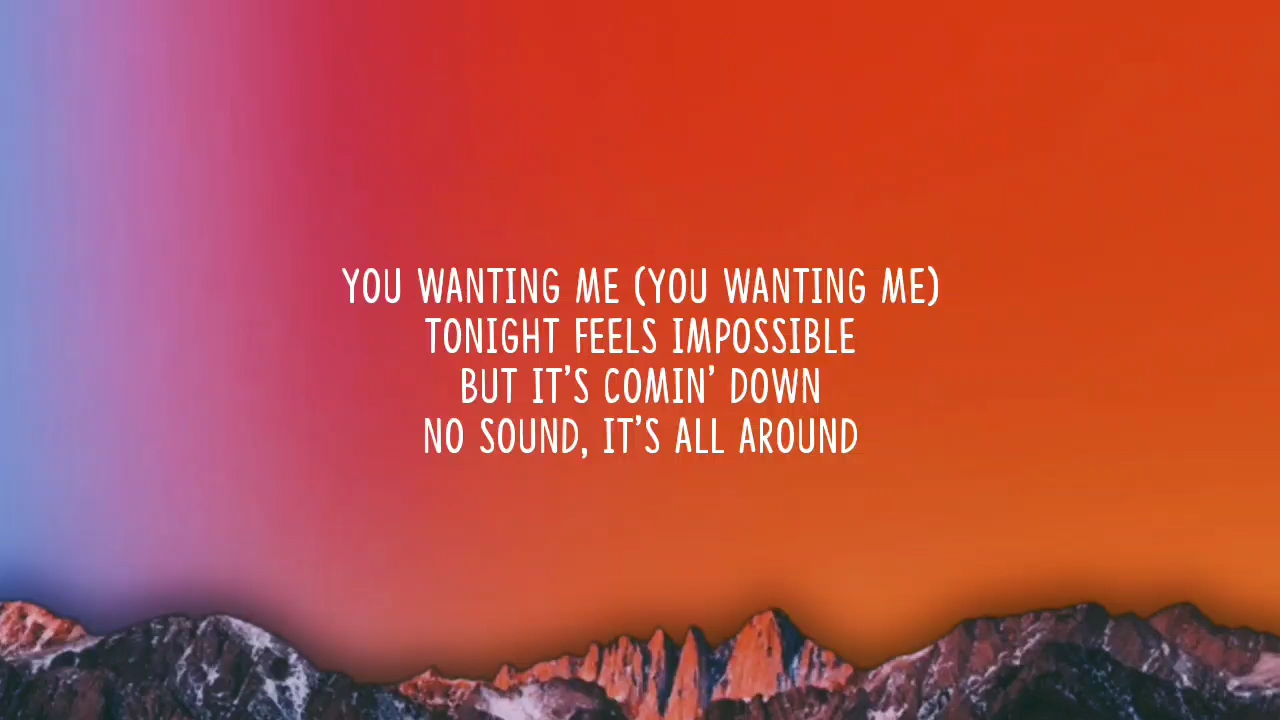 YOU WANTING ME (YOU WANTING ME)
TONIGHT FEELS IMPOSSIBLE
BUT IT'S COMIN' DOWN
NO SOUND, IT'S ALL AROUND